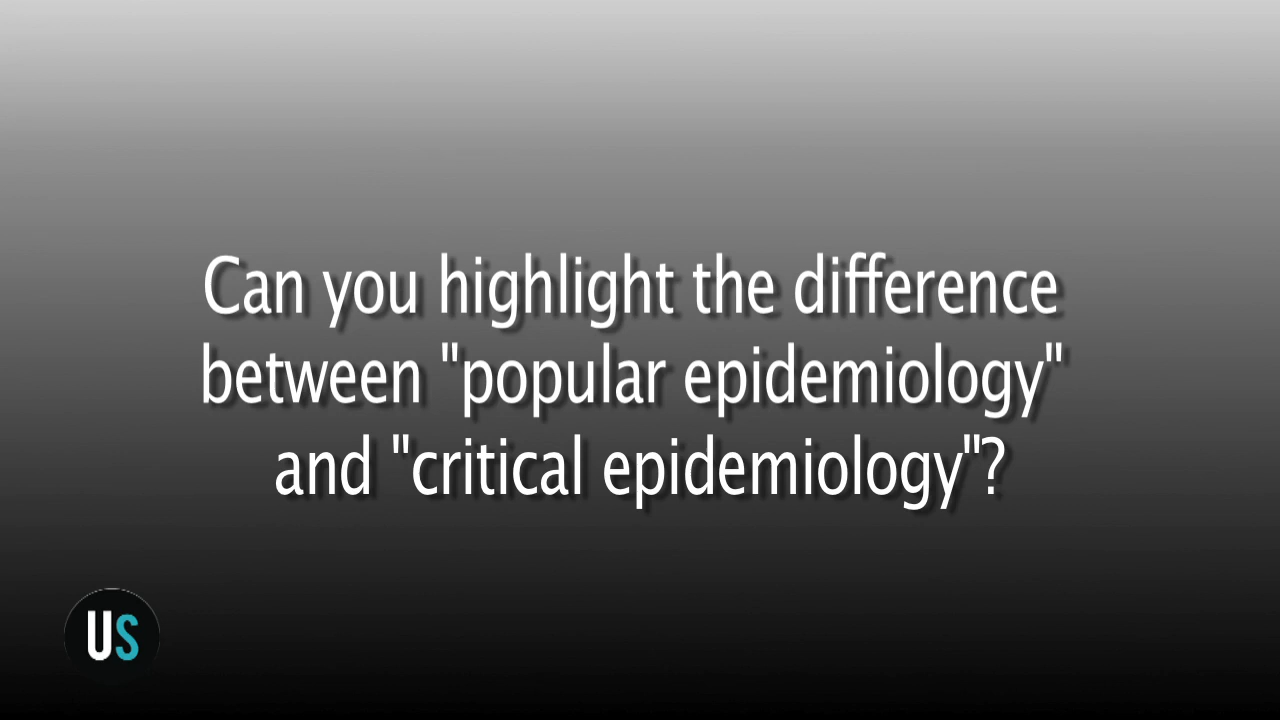 Can you highlight the difference
between "popular epidemiology"
and "critical epidemiology"?
US